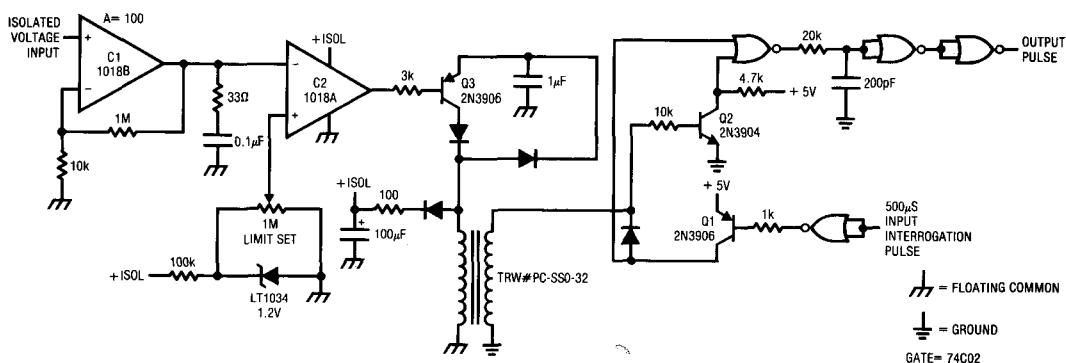 ISOLATED
VOLTAGE
INPUT
A= 100
+
C1
1018B
−
1M
10k
33Ω
0.1µF
+ISOL
−
C2
1018A
+
3k
Q3
2N3906
1µF
+ISOL
100
100µF
+
1M
LIMIT SET
+ISOL
100k
LT1034
1.2V
TRW#PC-SSO-32
20k
200pF
OUTPUT
PULSE
4.7k
+ 5V
10k
Q2
2N3904
+ 5V
Q1
2N3906
1k
500µS
INPUT
INTERROGATION
PULSE
= FLOATING COMMON
= GROUND
GATE= 74C02